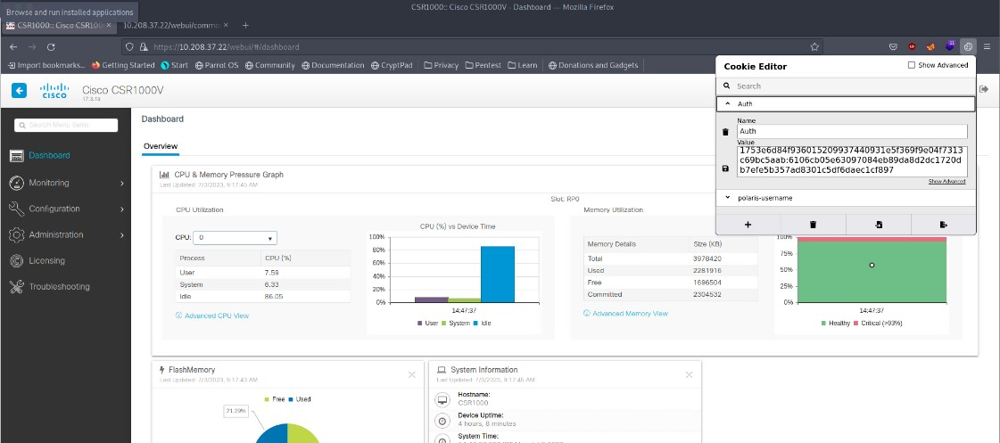 CSR1000:: Cisco CSR1000V - Dashboard — Mozilla Firefox
Browse and run installed applications
CSR1000:: Cisco CSR100
10.208.37.22/webui/comm
https://10.208.37.22/webui/#/dashboard
11
Import bookmarks... Getting Started Start Parrot OS Community Documentation CryptPad Privacy Pentest Learn Donations and Gadgets
Cookie Editor
Show Advanced
Search
Auth
Name
Auth
Value
1753e6d84f936015209937440931e5f369f9e04f7313
c69bc5aab:6106cb05e63097084eb89da8d2dc1720d
b7efe5b357ad8301c5df6daec1cf897
Show Advanced
polaris-username
CISCO
Cisco CSR1000V
Search Menu Items
Dashboard
Monitoring
Configuration
Administration
Licensing
Troubleshooting
Dashboard
Overview
CPU & Memory Pressure Graph
Last Updated: 7/3/2023, 9:17:45 AM
Slot: RP0
CPU Utilization
CPU: 0
Process CPU (%)
User 7.59
System 6.33
Idle 86.05
Advanced CPU View
CPU (%) vs Device Time
100%
80%
60%
40%
20%
0%
14:47:37
User System Idle
Memory Utilization
Memory Details Size (KB)
Total 3978420
Used 2281916
Free 1696504
Committed 2304532
Advanced Memory View
100%
75%
50%
25%
0%
14:47:37
Healthy Critical (>93%)
FlashMemory
Last Updated: 7/3/2023, 9:17:43 AM
Free Used
21.29%
System Information
Last Updated: 7/3/2023, 9:17:45 AM
Hostname:
CSR1000
Device Uptime:
4 hours, 8 minutes
System Time: